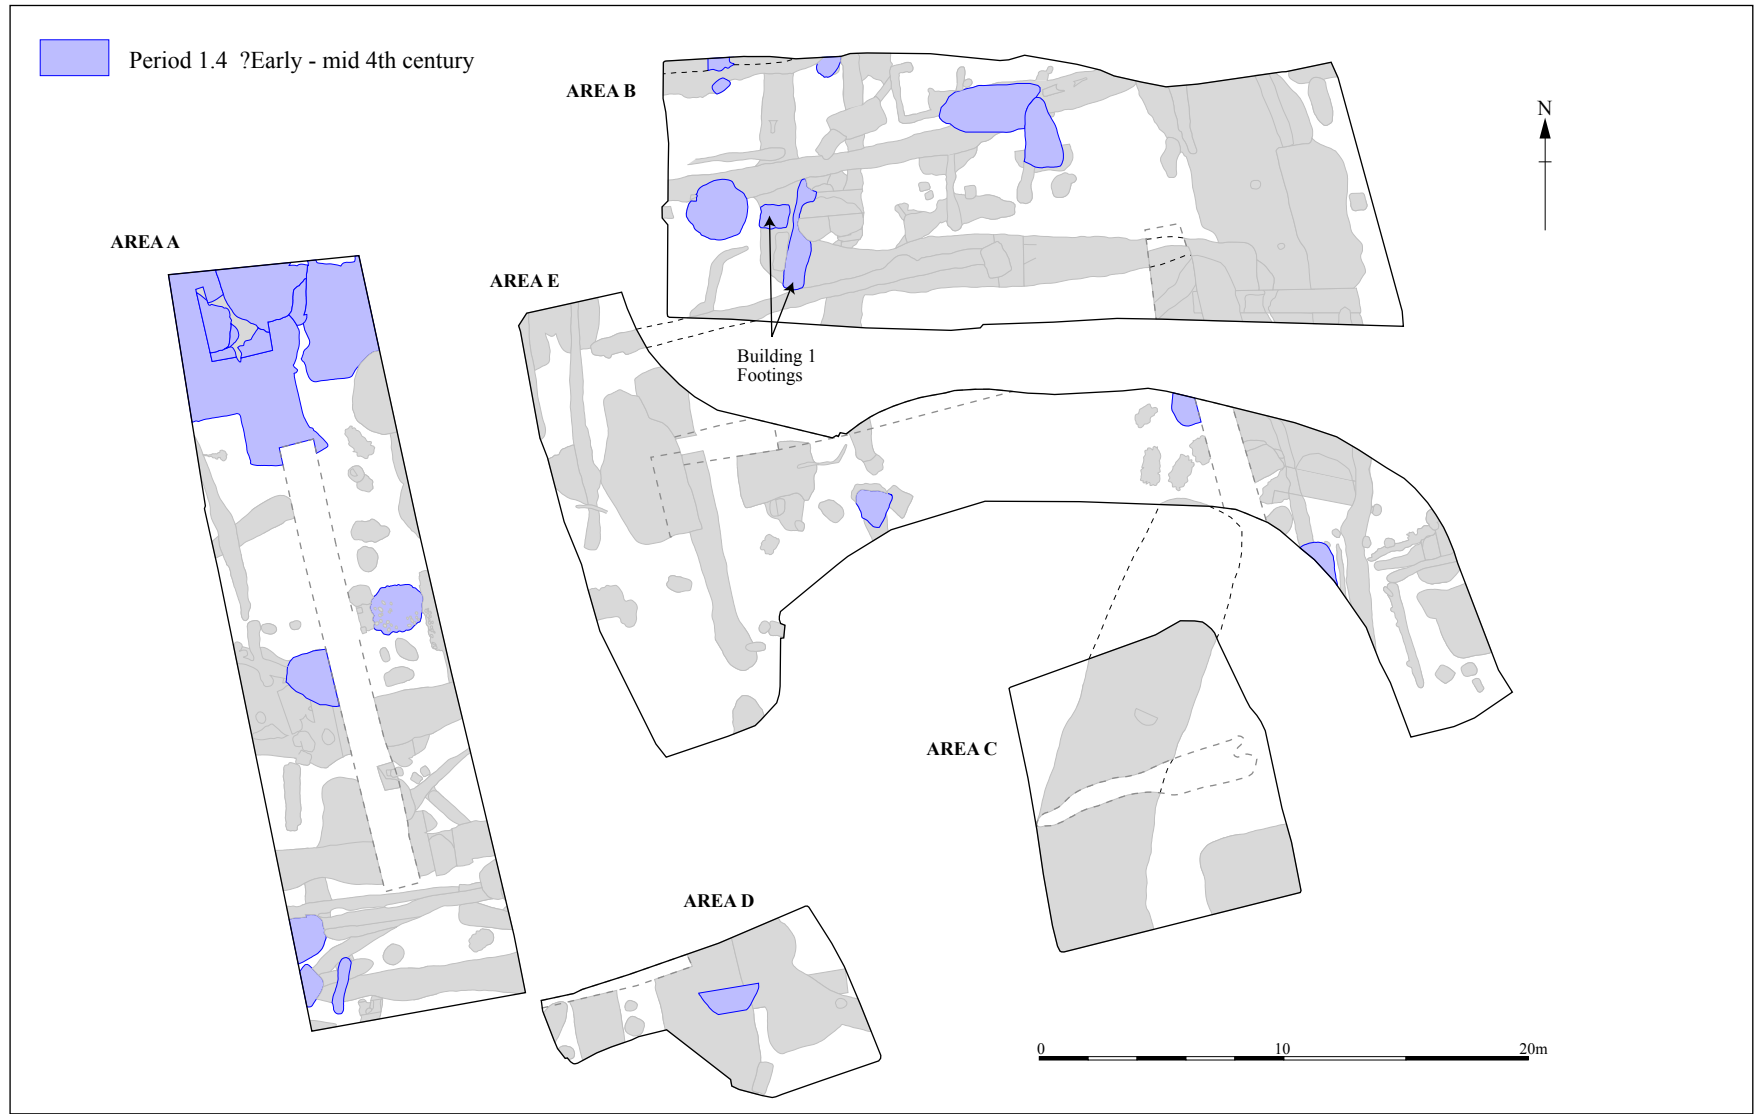 Period 1.4 ?Early - mid 4th century
AREA B
N
AREA A
AREA E
Building 1
Footings
AREA C
AREA D
0 10 20m